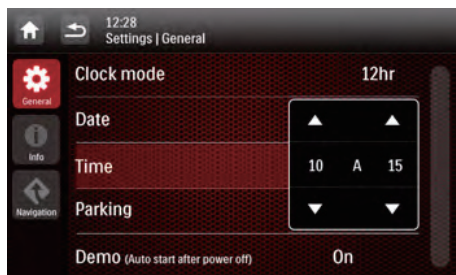 12:28
Settings | General
General
Clock mode 12hr
Date
Info
Time 10 A 15
Navigation
Parking
Demo (Auto start after power off) On